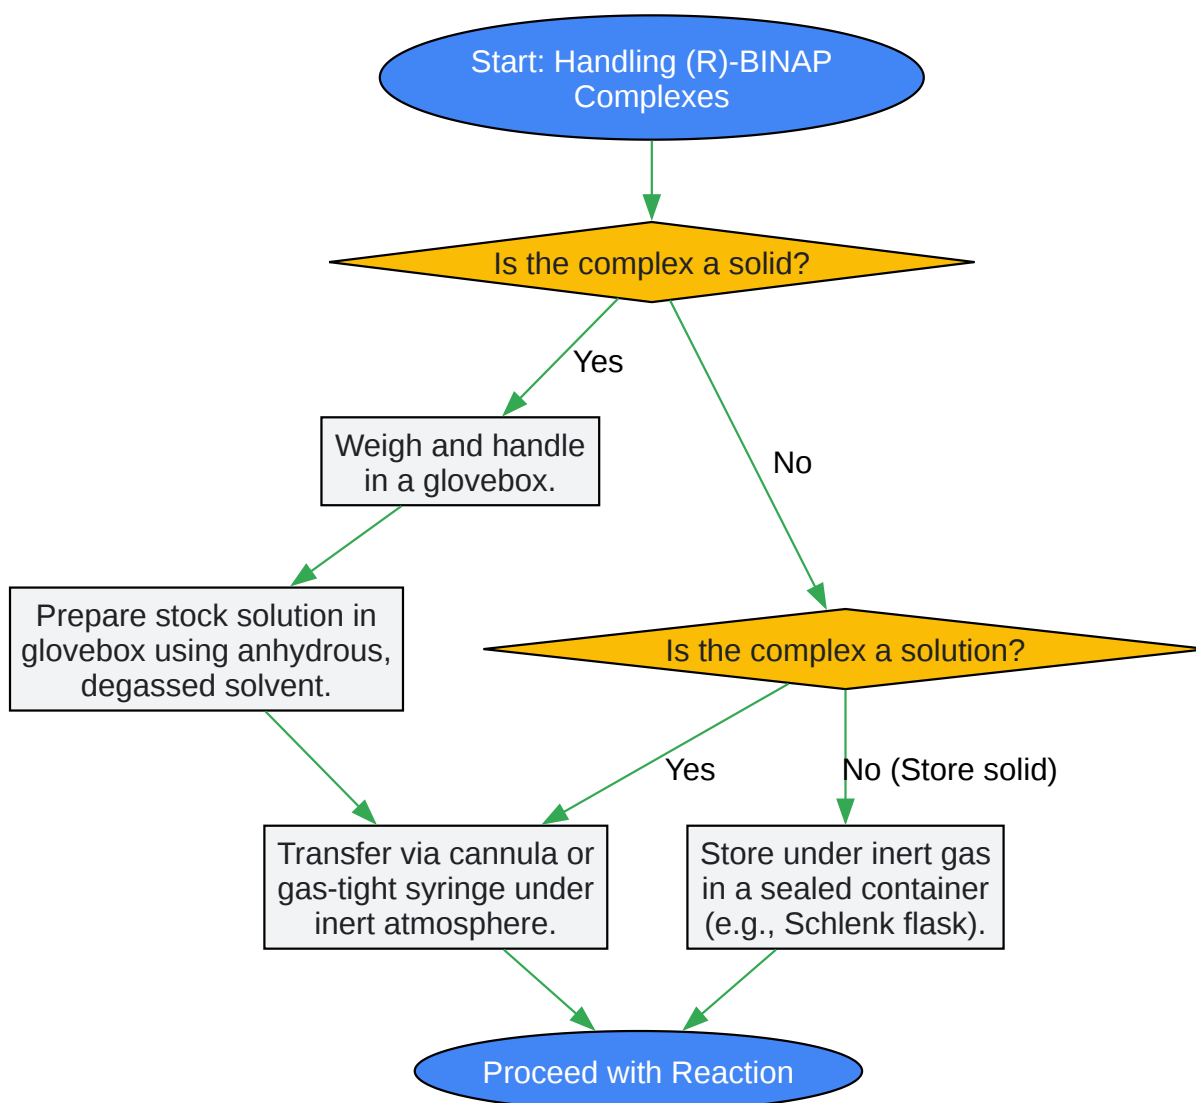 Start: Handling (R)-BINAP
Complexes
Is the complex a solid?
Yes
Weigh and handle
in a glovebox.
No
Prepare stock solution in
glovebox using anhydrous,
degassed solvent.
Is the complex a solution?
Yes
No (Store solid)
Transfer via cannula or
gas-tight syringe under
inert atmosphere.
Store under inert gas
in a sealed container
(e.g., Schlenk flask).
Proceed with Reaction